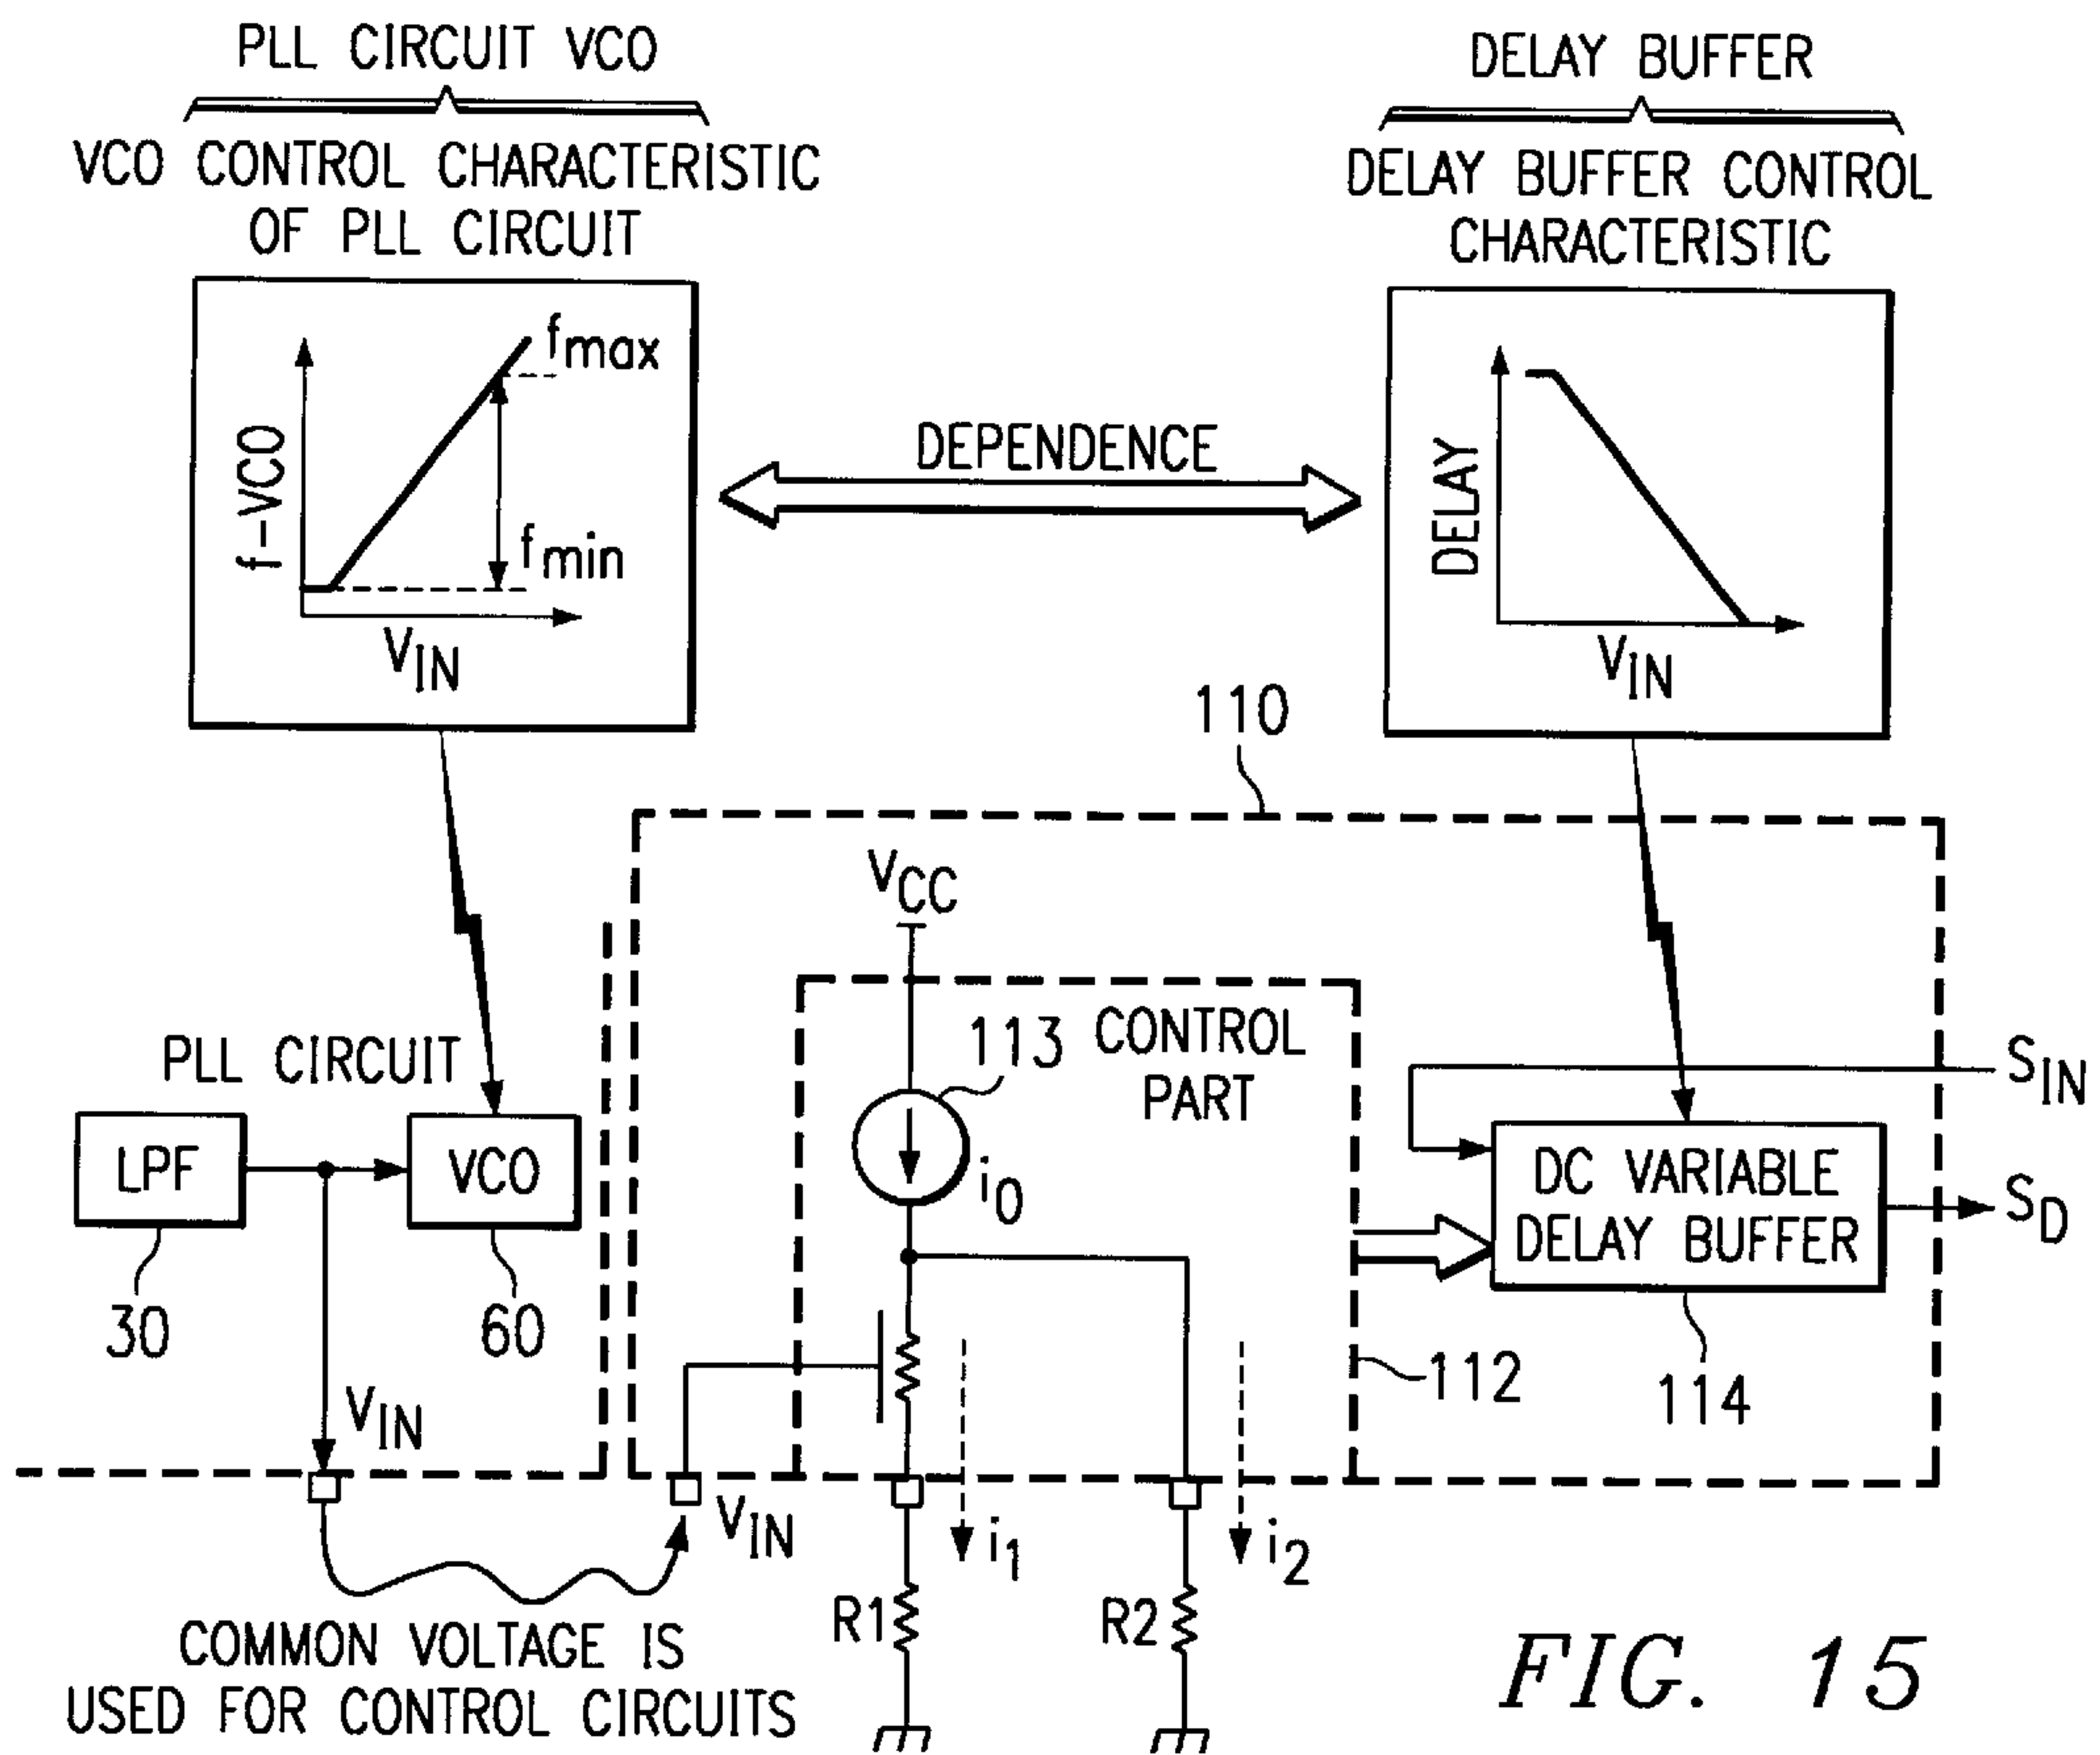 PLL CIRCUIT VCO
VCO CONTROL CHARACTERISTIC
OF PLL CIRCUIT
DELAY BUFFER
DELAY BUFFER CONTROL
CHARACTERISTIC
f-VCO
fmax
fmin
VIN
DEPENDENCE
DELAY
VIN
110
VCC
113
CONTROL
PART
i0
PLL CIRCUIT
LPF
VCO
30
60
VIN
SIN
DC VARIABLE
DELAY BUFFER
SD
112
114
VIN
i1
i2
R1
R2
COMMON VOLTAGE IS
USED FOR CONTROL CIRCUITS
FIG. 15